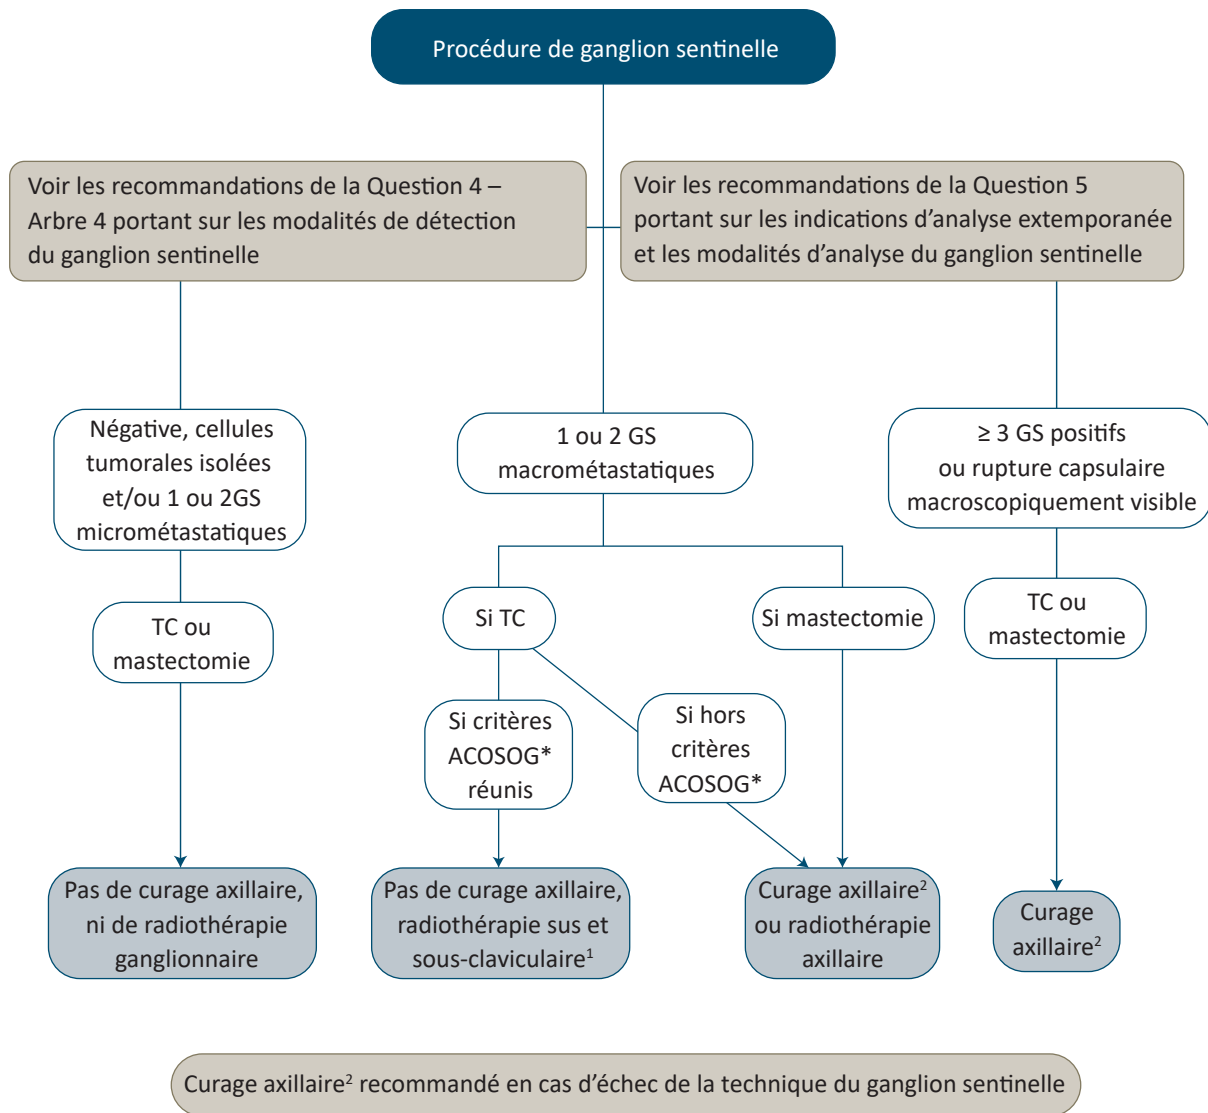 Procédure de ganglion sentinelle
Voir les recommandations de la Question 4 –
Arbre 4 portant sur les modalités de détection
du ganglion sentinelle
Voir les recommandations de la Question 5
portant sur les indications d’analyse extemporanée
et les modalités d’analyse du ganglion sentinelle
Négative, cellules
tumorales isolées
et/ou 1 ou 2GS
micrométastatiques
1 ou 2 GS
macrométastatiques
≥ 3 GS positifs
ou rupture capsulaire
macroscopiquement visible
TC ou
mastectomie
Si TC
Si mastectomie
TC ou
mastectomie
Si critères
ACOSOG*
réunis
Si hors
critères
ACOSOG*
Pas de curage axillaire,
ni de radiothérapie
ganglionnaire
Pas de curage axillaire,
radiothérapie sus et
sous-claviculaire¹
Curage axillaire²
ou radiothérapie
axillaire
Curage
axillaire²
Curage axillaire² recommandé en cas d’échec de la technique du ganglion sentinelle